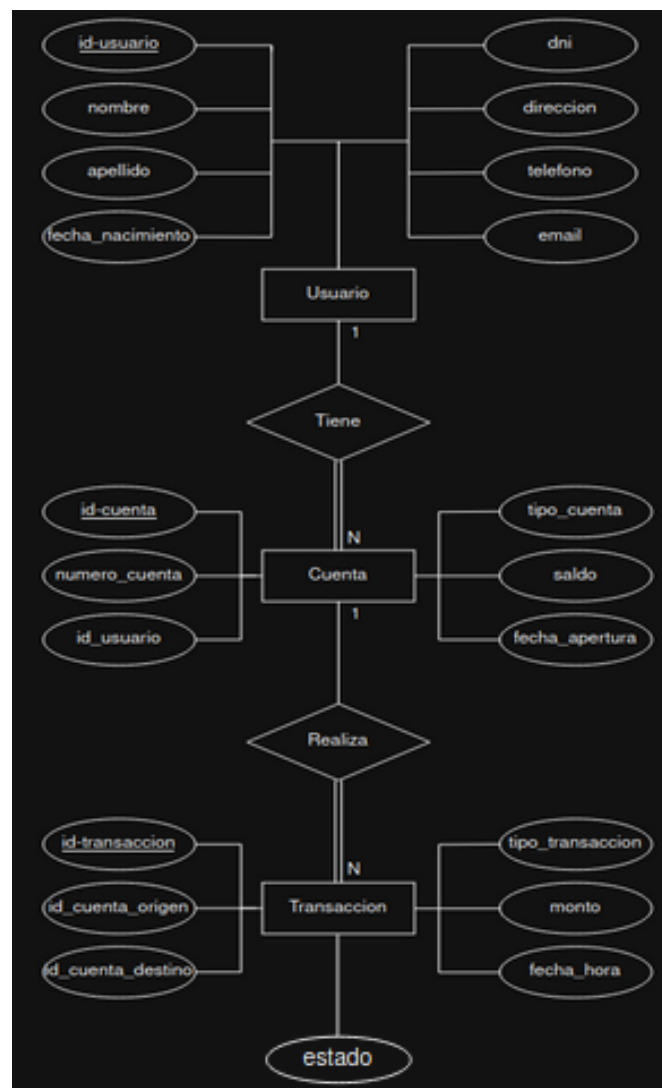 id-usuario
nombre
apellido
fecha_nacimiento
dni
direccion
telefono
email
Usuario
1
Tiene
N
id-cuenta
numero_cuenta
id_usuario
Cuenta
tipo_cuenta
saldo
fecha_apertura
1
Realiza
N
id-transaccion
id_cuenta_origen
id_cuenta_destino
Transaccion
tipo_transaccion
monto
fecha_hora
estado